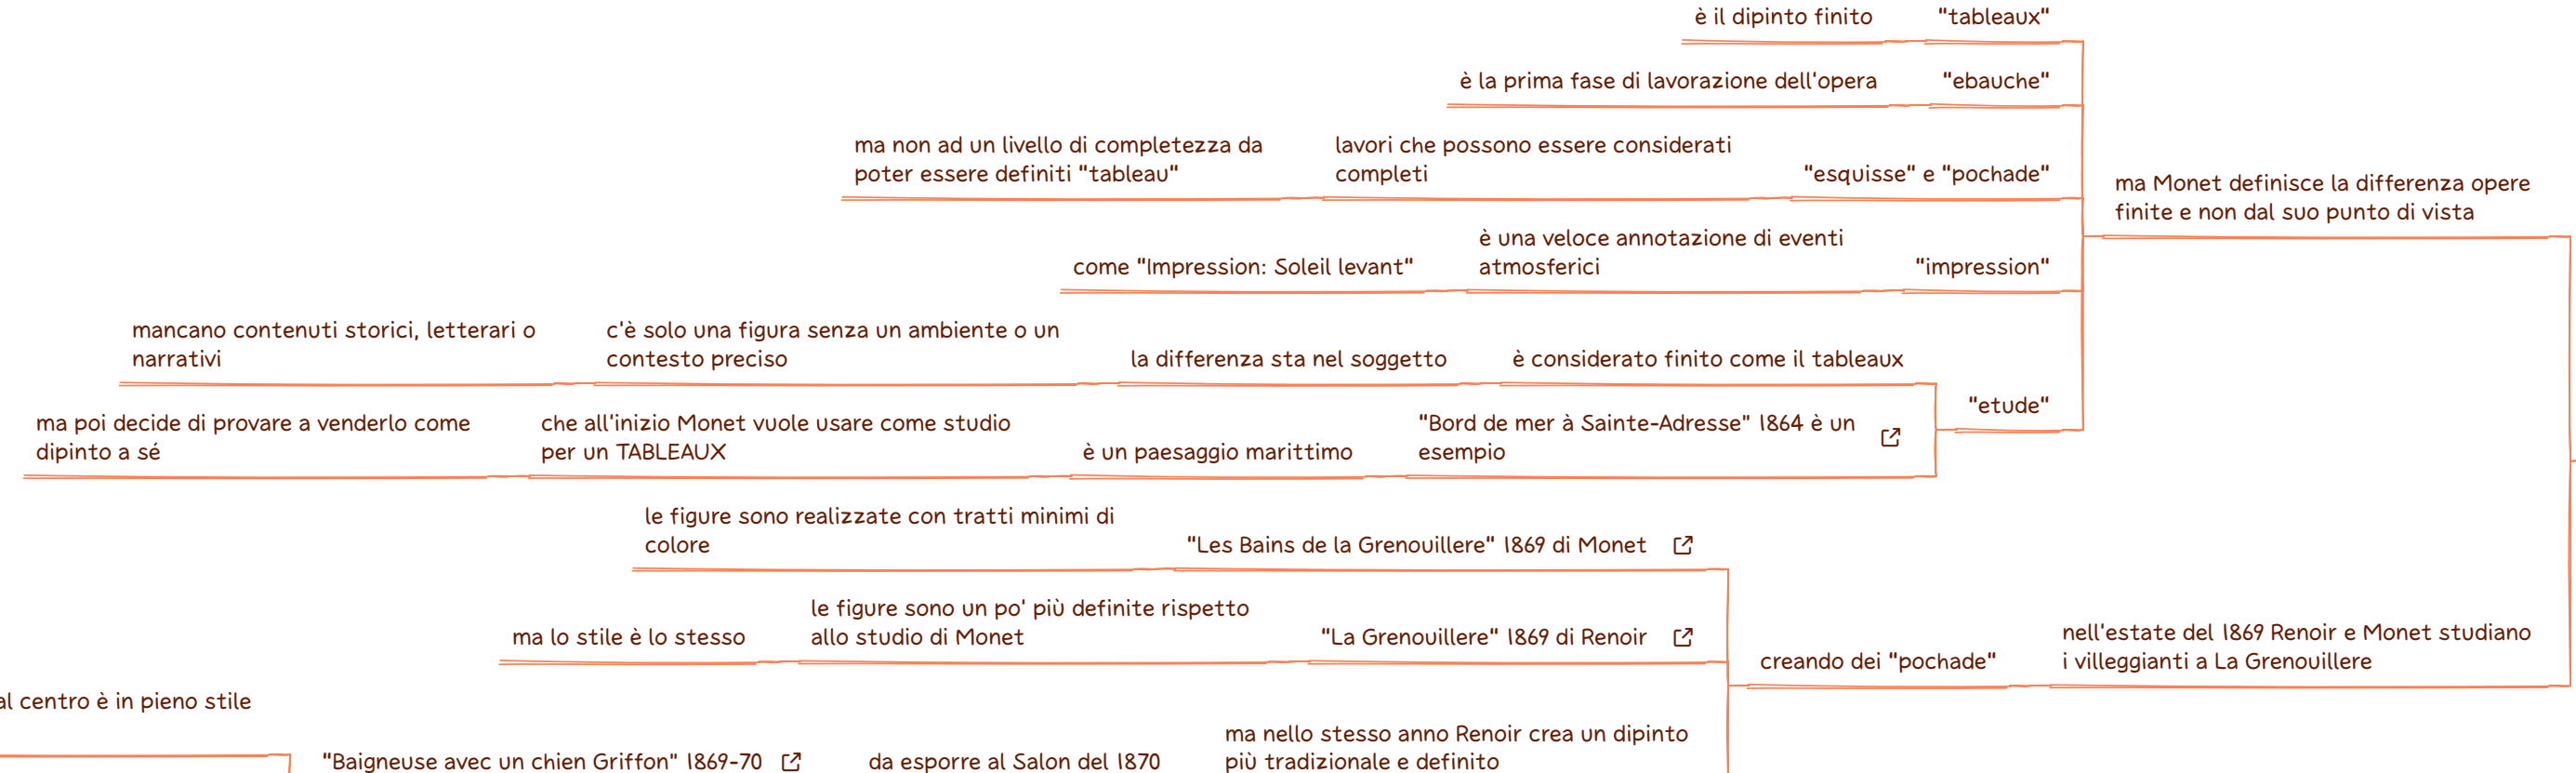 "tableaux"
è il dipinto finito
"ebauche"
è la prima fase di lavorazione dell'opera
ma Monet definisce la differenza opere
finite e non dal suo punto di vista
"esquisse" e "pochade"
lavori che possono essere considerati
completi
ma non ad un livello di completezza da
poter essere definiti "tableau"
"impression"
è una veloce annotazione di eventi
atmosferici
come "Impression: Soleil levant"
"etude"
è considerato finito come il tableaux
la differenza sta nel soggetto
c'è solo una figura senza un ambiente o un
contesto preciso
mancano contenuti storici, letterari o
narrativi
"Bord de mer à Sainte-Adresse" 1864 è un
esempio
è un paesaggio marittimo
che all'inizio Monet vuole usare come studio
per un TABLEAUX
ma poi decide di provare a venderlo come
dipinto a sé
nell'estate del 1869 Renoir e Monet studiano
i villeggianti a La Grenouillere
creando dei "pochade"
"Les Bains de la Grenouillere" 1869 di Monet
le figure sono realizzate con tratti minimi di
colore
"La Grenouillere" 1869 di Renoir
le figure sono un po' più definite rispetto
allo studio di Monet
ma lo stile è lo stesso
ma nello stesso anno Renoir crea un dipinto
più tradizionale e definito
da esporre al Salon del 1870
"Baigneuse avec un chien Griffon" 1869-70
al centro è in pieno stile